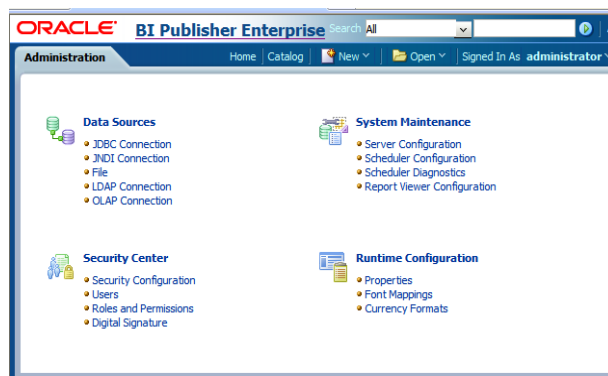 ORACLE BI Publisher Enterprise Search All
Administration Home Catalog New Open Signed In As administrator
Data Sources
JDBC Connection
JNDI Connection
File
LDAP Connection
OLAP Connection
System Maintenance
Server Configuration
Scheduler Configuration
Scheduler Diagnostics
Report Viewer Configuration
Security Center
Security Configuration
Users
Roles and Permissions
Digital Signature
Runtime Configuration
Properties
Font Mappings
Currency Formats